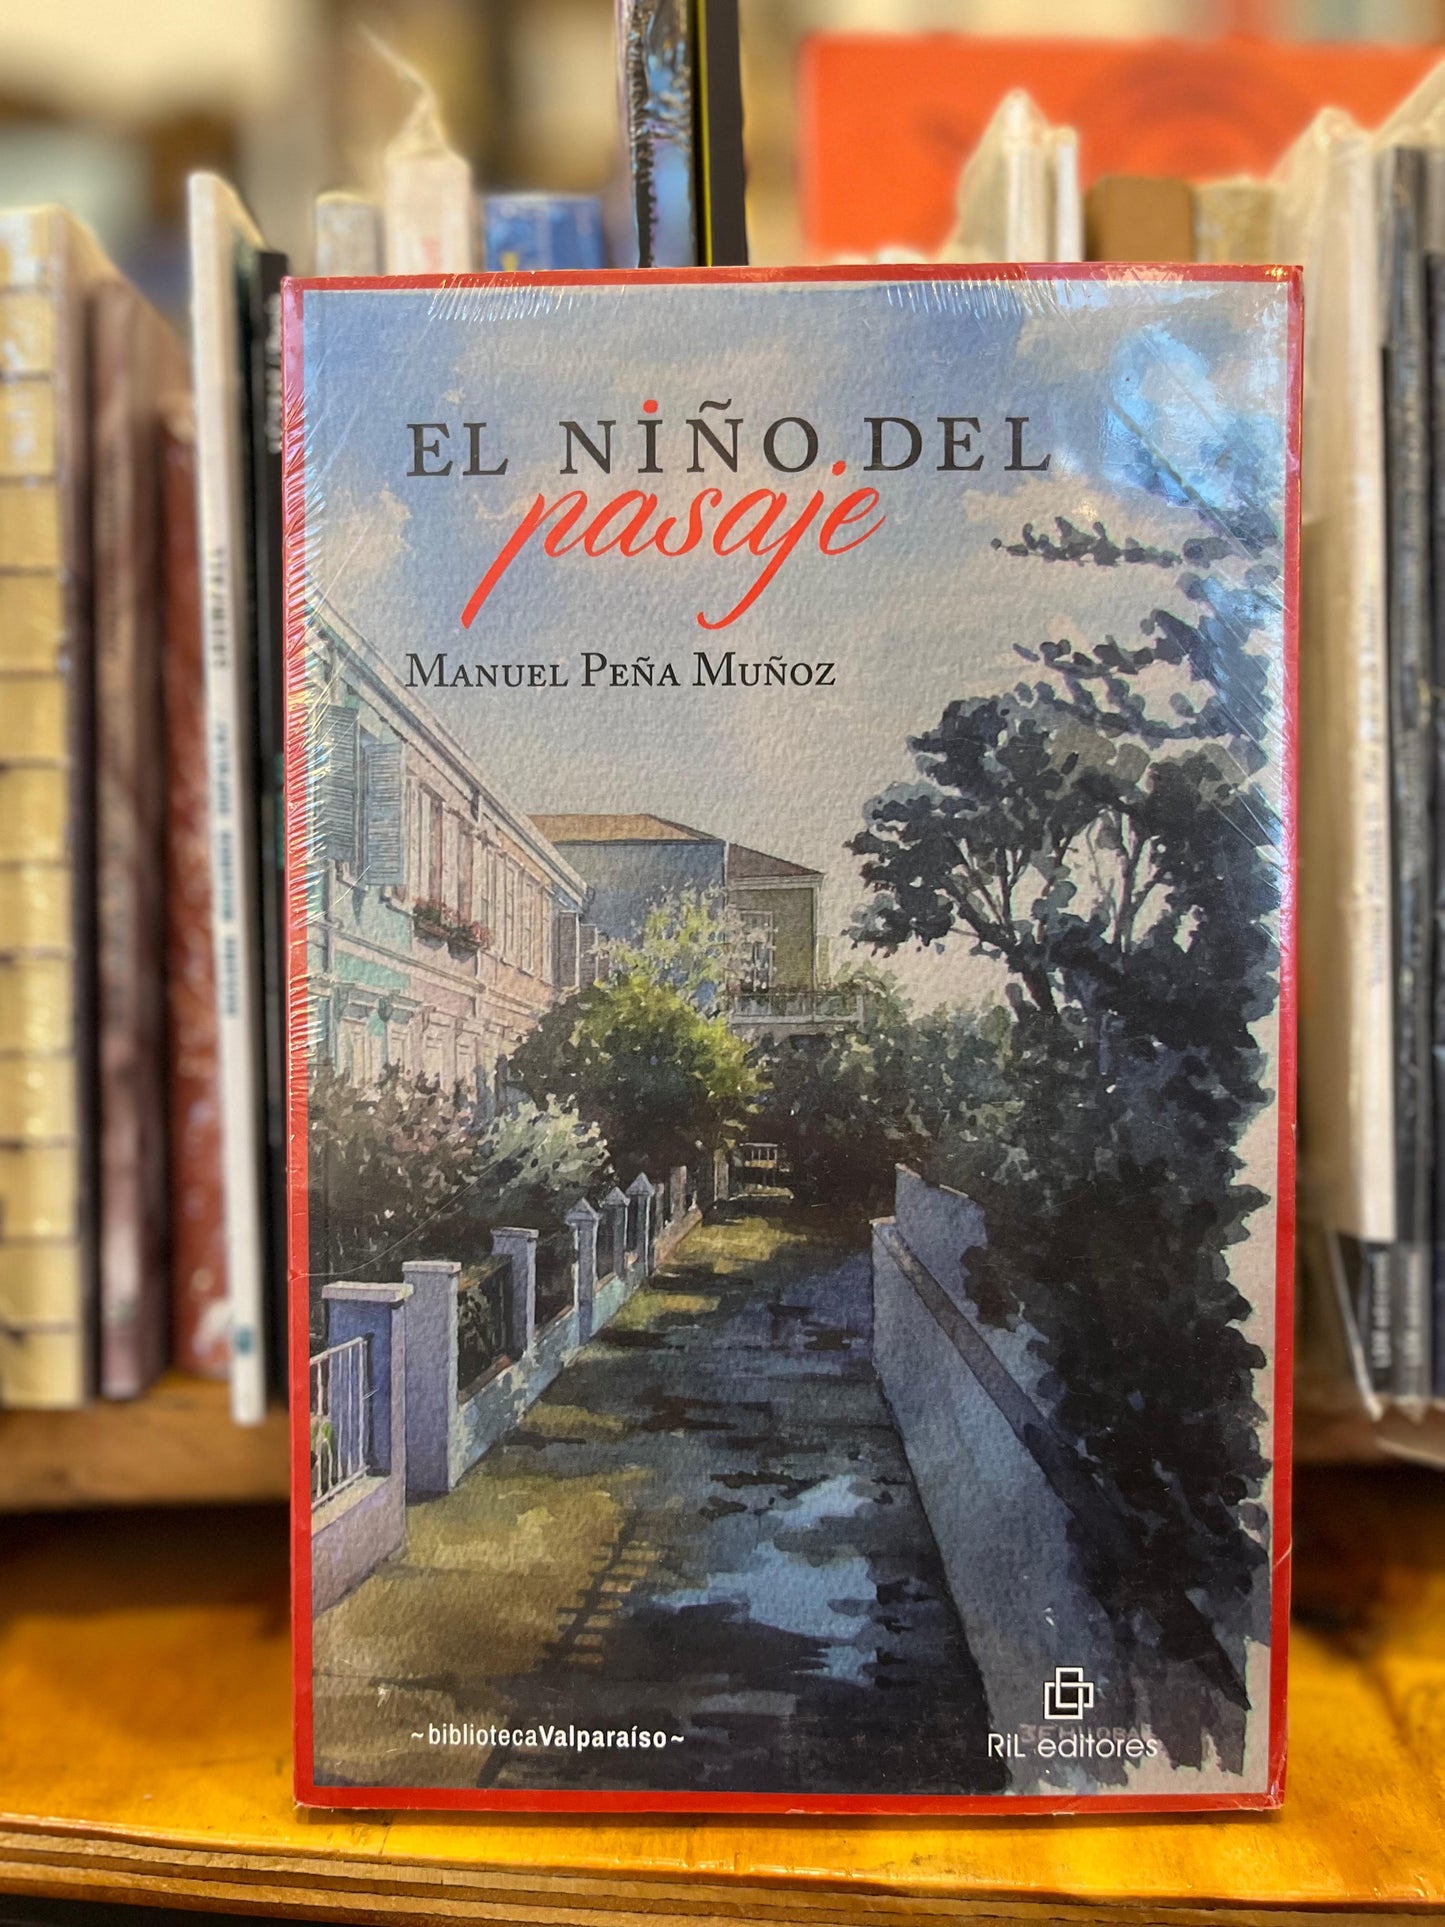 EL NIÑO DEL
pasaje
MANUEL PEÑA MUÑOZ
~bibliotecaValparaíso~
RiL editores